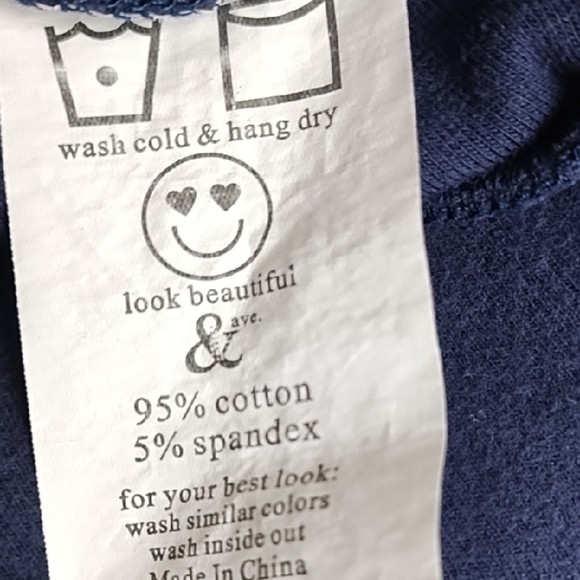 wash cold & hang dry
look beautiful
& ave.
95% cotton
5% spandex
for your best look:
wash similar colors
wash inside out
Made In China